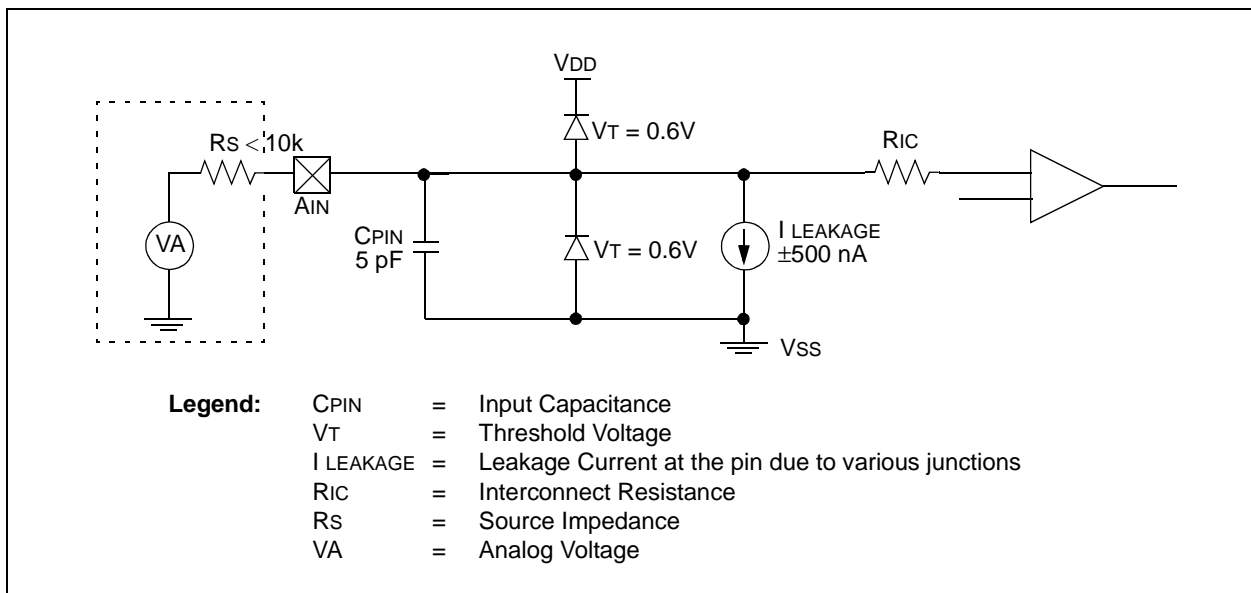 VDD
VT = 0.6V
RS < 10k
RIC
AIN
VA
CPIN
5 pF
VT = 0.6V
I LEAKAGE
±500 nA
VSS
Legend:
CPIN = Input Capacitance
VT = Threshold Voltage
I LEAKAGE = Leakage Current at the pin due to various junctions
RIC = Interconnect Resistance
RS = Source Impedance
VA = Analog Voltage